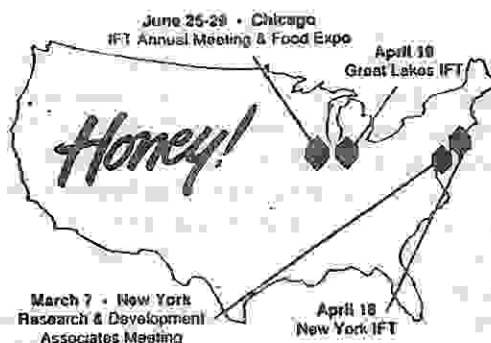 June 25-29 • Chicago
IFT Annual Meeting & Food Expo
April 19
Great Lakes IFT
Honey!
March 7 - New York
Research & Development
Associates Meeting
April 18
New York IFT